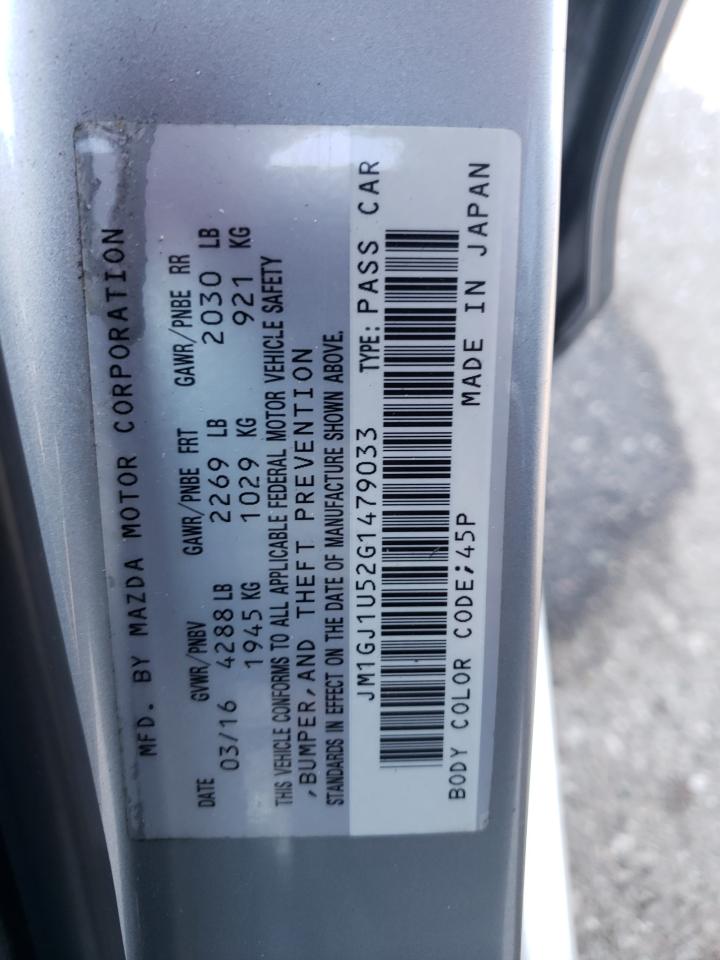 MFD. BY MAZDA MOTOR CORPORATION
DATE GVWR/PNBV GAWR/PNBE FRT GAWR/PNBE RR
03/16 4288 LB 2269 LB 2030 LB
1945 KG 1029 KG 921 KG
THIS VEHICLE CONFORMS TO ALL APPLICABLE FEDERAL MOTOR VEHICLE SAFETY
,BUMPER,AND THEFT PREVENTION
STANDARDS IN EFFECT ON THE DATE OF MANUFACTURE SHOWN ABOVE.
JM1GJ1U52G1479033 TYPE: PASS CAR
BODY COLOR CODE;45P MADE IN JAPAN